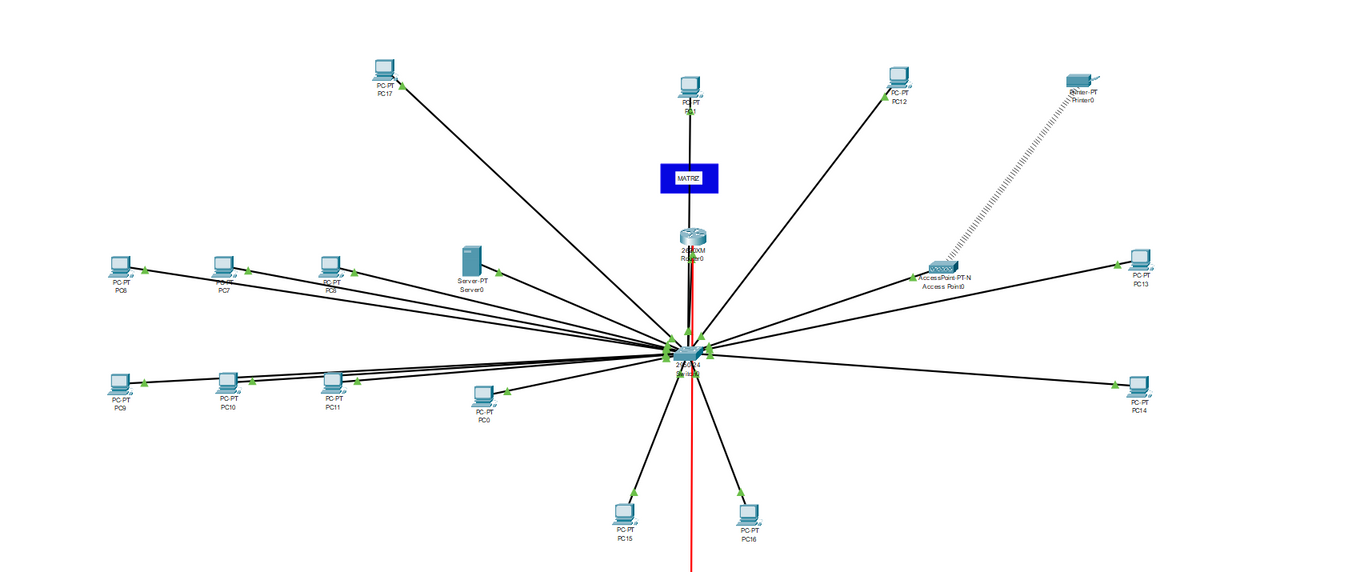 PC-PT
PC17
PC-PT
PC-PT
PC12
Printer-PT
Printer0
MATRIZ
Router0
PC-PT
PC7
PC-PT
PC-PT
Server-PT
Server0
AccessPoint-PT-N
Access Point0
PC-PT
PC13
PC-PT
PC9
PC-PT
PC10
PC-PT
PC11
PC-PT
PC0
PC-PT
PC14
PC-PT
PC15
PC-PT
PC16